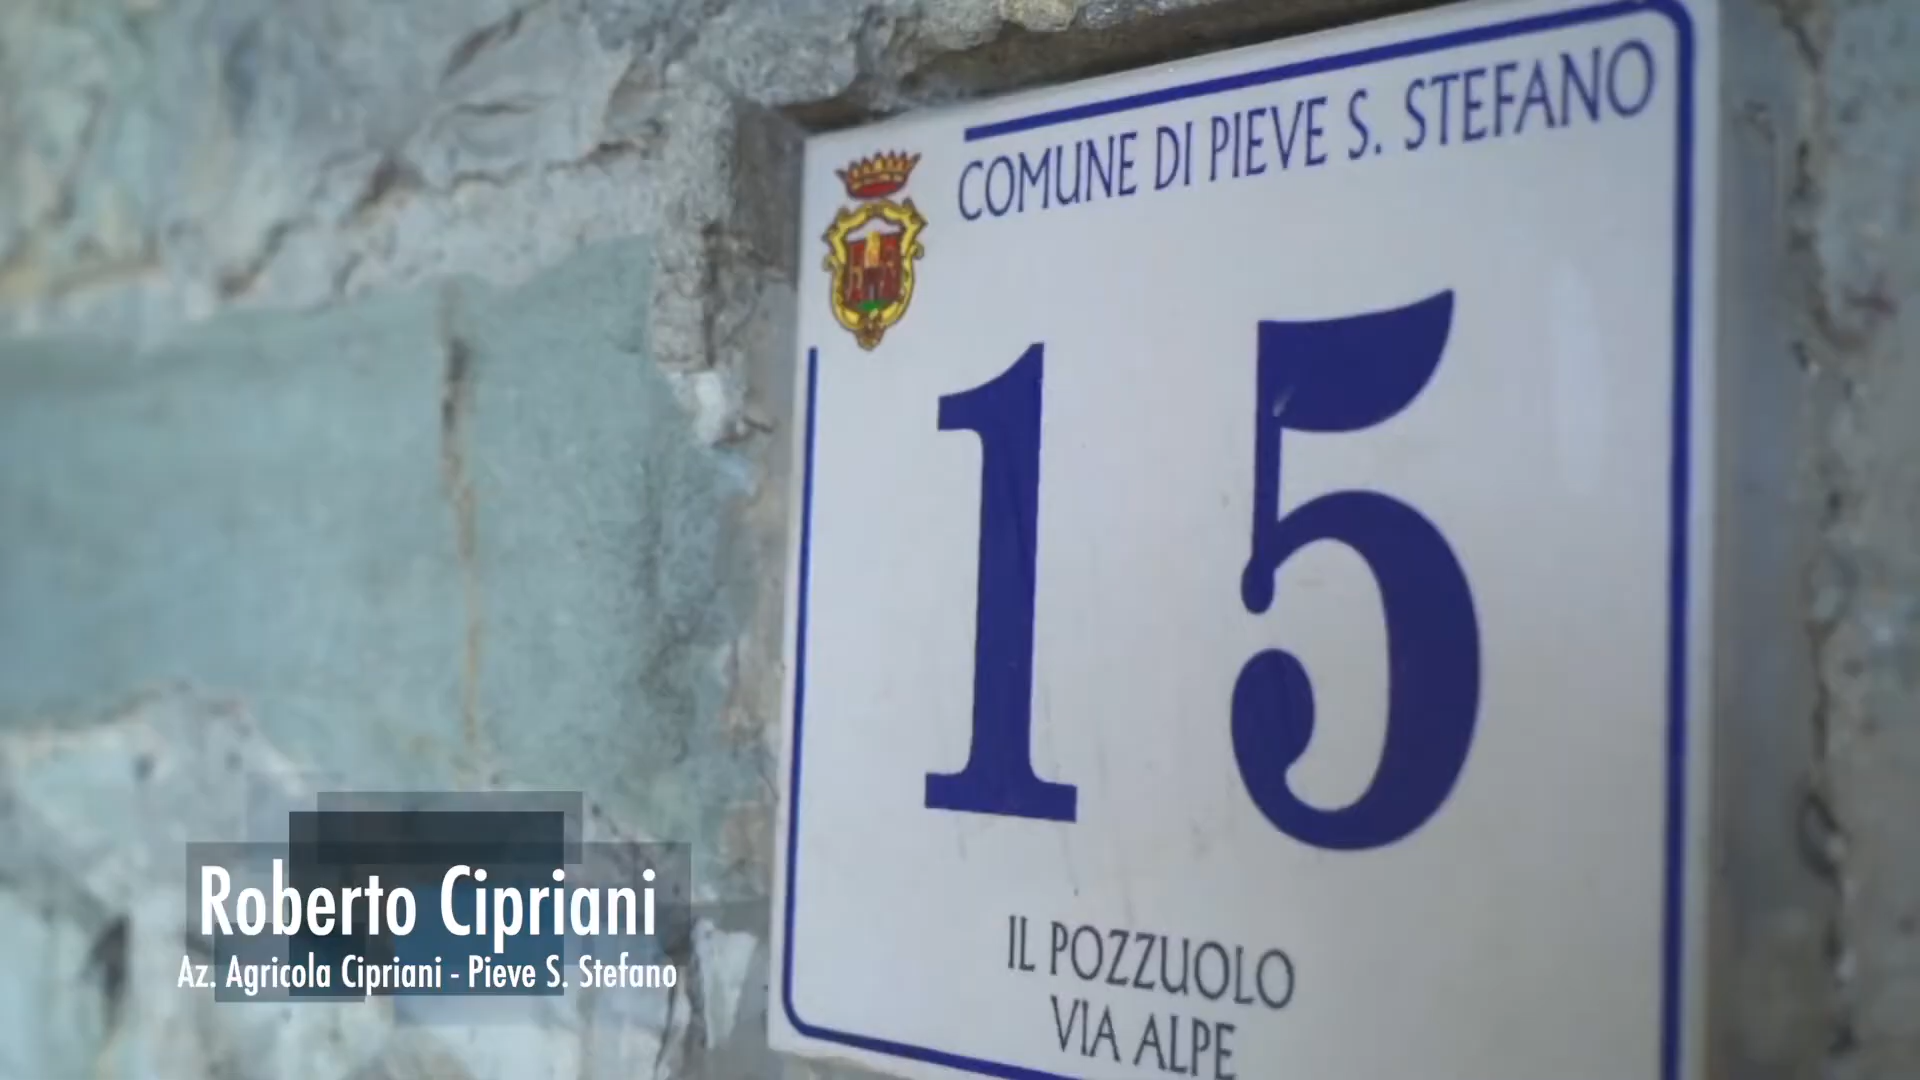 COMUNE DI PIEVE S. STEFANO
15
IL POZZUOLO
VIA ALPE
Roberto Cipriani
Az. Agricola Cipriani - Pieve S. Stefano